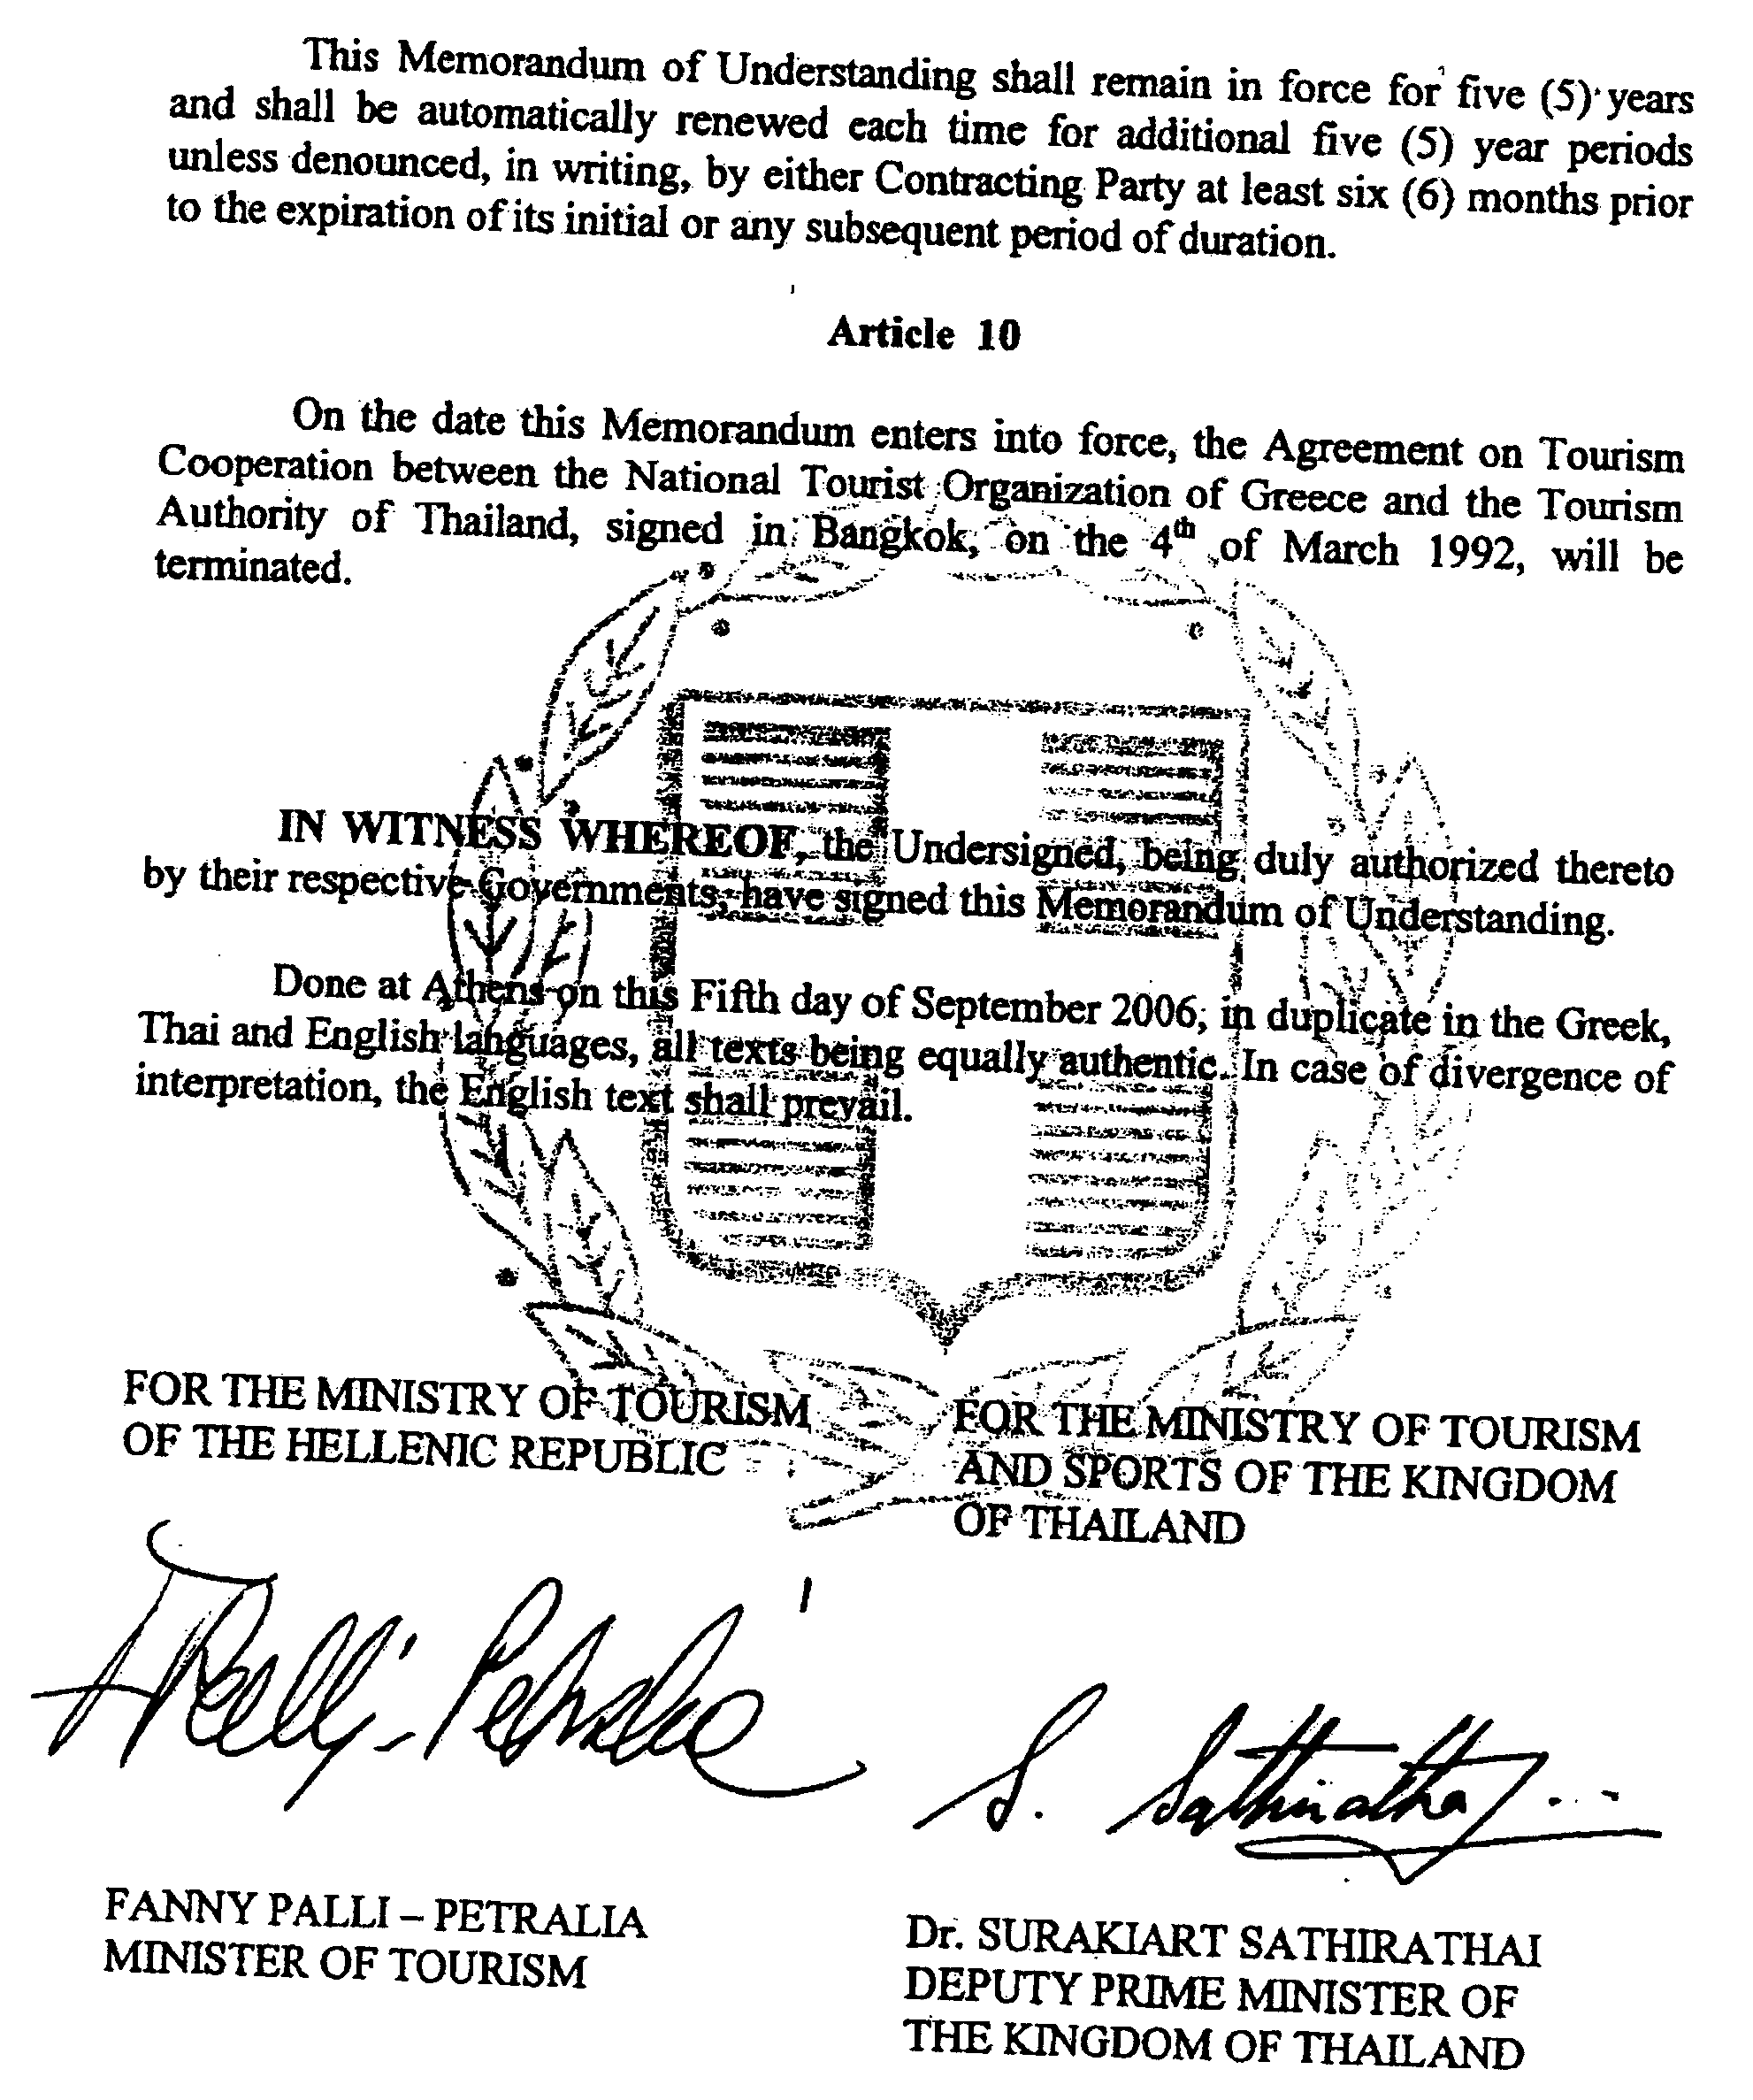 This Memorandum of Understanding shall remain in force for five (5) years
and shall be automatically renewed each time for additional five (5) year periods
unless denounced, in writing, by either Contracting Party at least six (6) months prior
to the expiration of its initial or any subsequent period of duration.
Article 10
On the date this Memorandum enters into force, the Agreement on Tourism
Cooperation between the National Tourist Organization of Greece and the Tourism
Authority of Thailand, signed in Bangkok, on the 4th of March 1992, will be
terminated.
IN WITNESS WHEREOF, the Undersigned, being duly authorized thereto
by their respective Governments, have signed this Memorandum of Understanding.
Done at Athens on this Fifth day of September 2006, in duplicate in the Greek,
Thai and English languages, all texts being equally authentic. In case of divergence of
interpretation, the English text shall prevail.
FOR THE MINISTRY OF TOURISM
OF THE HELLENIC REPUBLIC
FOR THE MINISTRY OF TOURISM
AND SPORTS OF THE KINGDOM
OF THAILAND
FPalli-Petralia
S. Sathirathai
FANNY PALLI – PETRALIA
MINISTER OF TOURISM
Dr. SURAKIART SATHIRATHAI
DEPUTY PRIME MINISTER OF
THE KINGDOM OF THAILAND